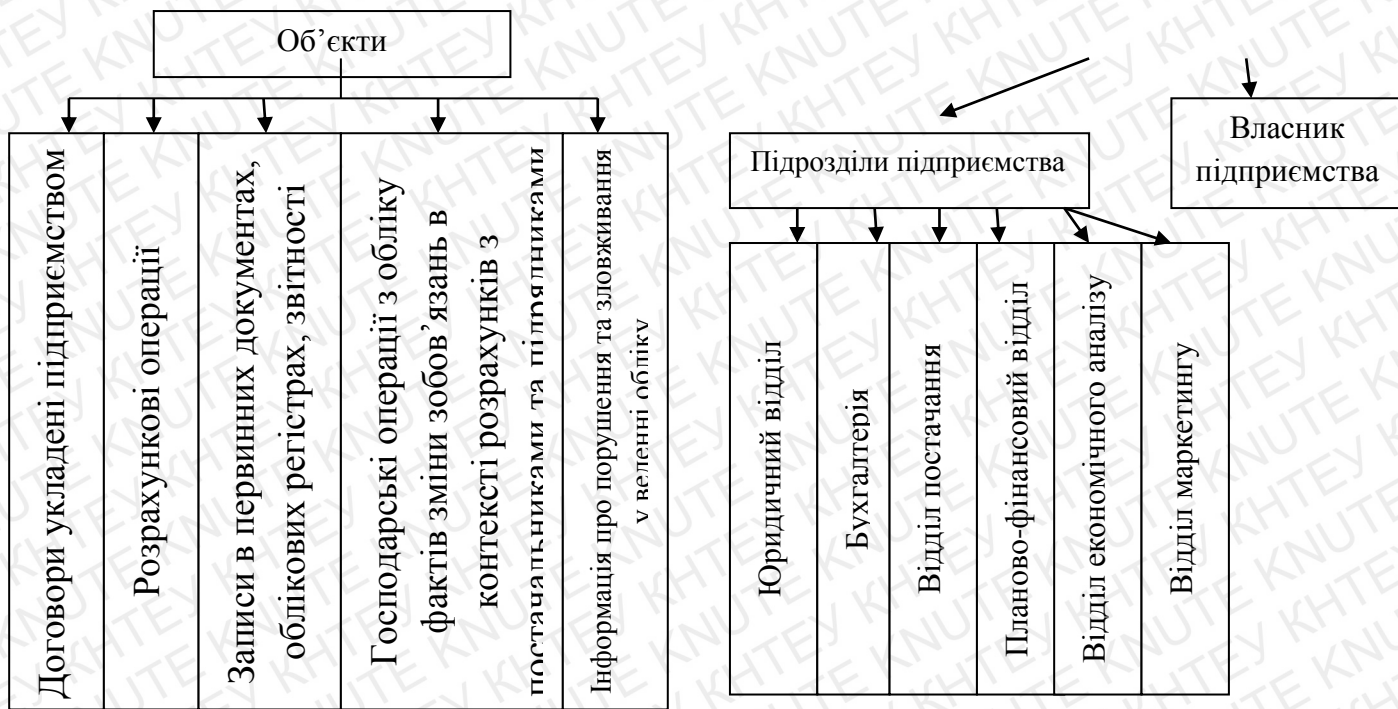 Об’єкти
Договори укладені підприємством
Розрахункові операції
Записи в первинних документах,
облікових регістрах, звітності
Господарські операції з обліку
фактів зміни зобов’язань в
контексті розрахунків з
постачальниками та підрядниками
Інформація про порушення та зловживання
у веденні обліку
Власник
підприємства
Підрозділи підприємства
Юридичний відділ
Бухгалтерія
Відділ постачання
Планово-фінансовий відділ
Відділ економічного аналізу
Відділ маркетингу